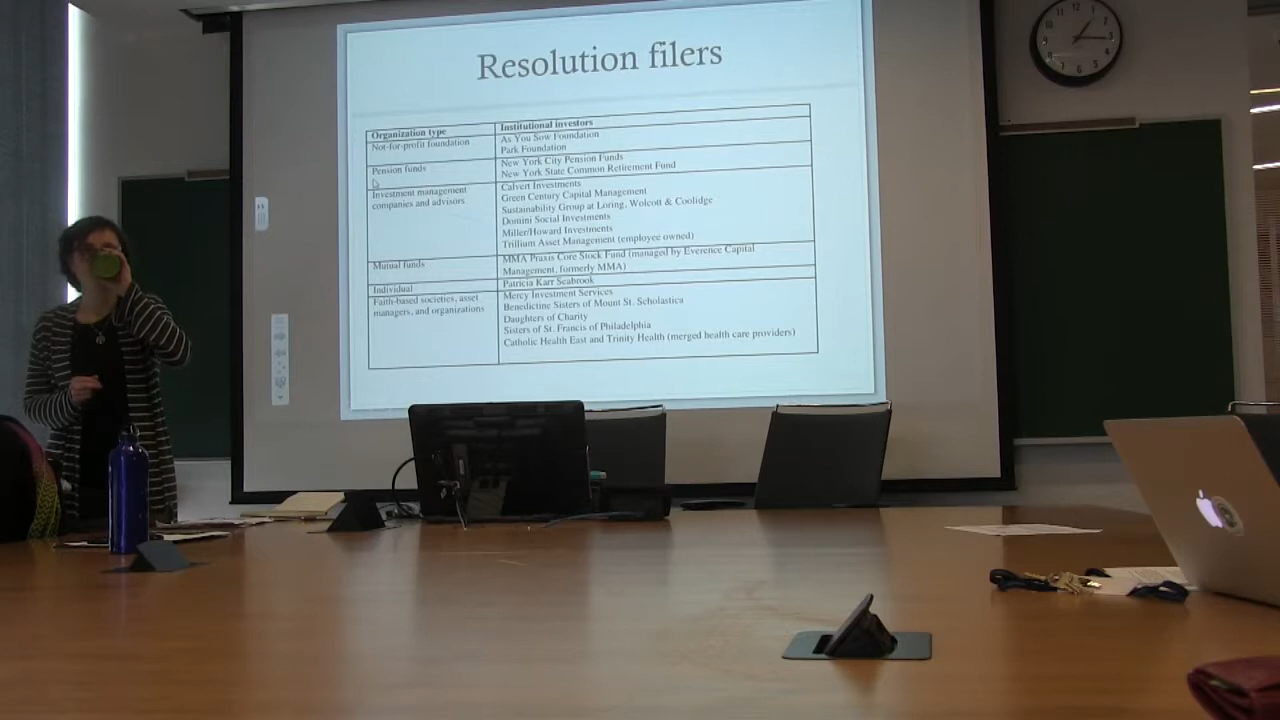 Resolution filers
Organization type
Institutional investors
Not-for-profit foundation
As You Sow Foundation
Park Foundation
Pension funds
New York City Pension Funds
New York State Common Retirement Fund
Investment management
companies and advisors
Calvert Investments
Green Century Capital Management
Sustainability Group at Loring, Wolcott & Coolidge
Domini Social Investments
Miller/Howard Investments
Trillium Asset Management (employee owned)
Mutual funds
MMA Praxis Core Stock Fund (managed by Everence Capital
Management, formerly MMA)
Individual
Patricia Karr Seabrook
Faith-based societies, asset
managers, and organizations
Mercy Investment Services
Benedictine Sisters of Mount St. Scholastica
Daughters of Charity
Sisters of St. Francis of Philadelphia
Catholic Health East and Trinity Health (merged health care providers)